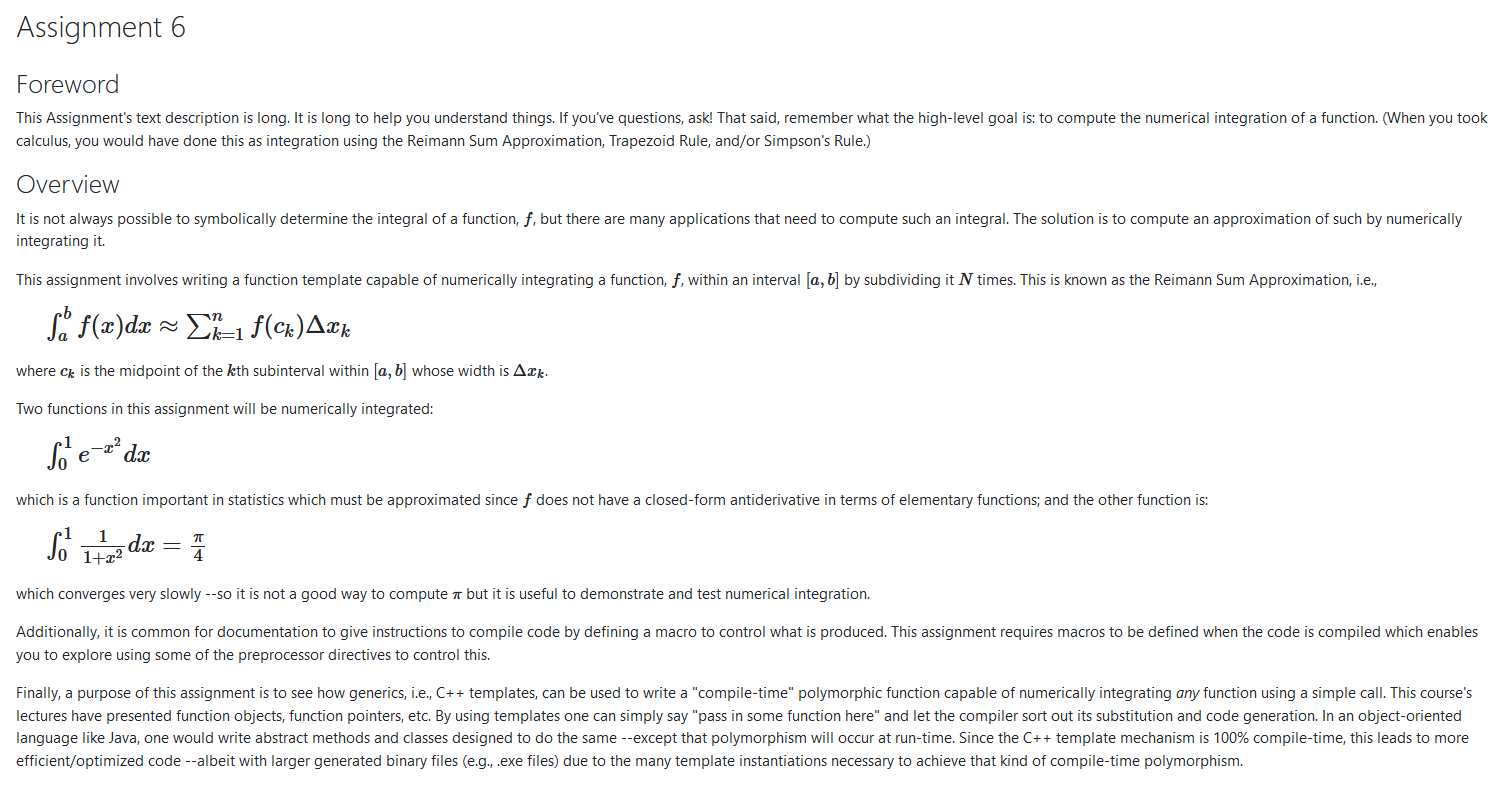 Assignment 6
Foreword
This Assignment's text description is long. It is long to help you understand things. If you've questions, ask! That said, remember what the high-level goal is: to compute the numerical integration of a function. (When you took
calculus, you would have done this as integration using the Reimann Sum Approximation, Trapezoid Rule, and/or Simpson's Rule.)
Overview
It is not always possible to symbolically determine the integral of a function, f, but there are many applications that need to compute such an integral. The solution is to compute an approximation of such by numerically
integrating it.
This assignment involves writing a function template capable of numerically integrating a function, f, within an interval [a, b] by subdividing it N times. This is known as the Reimann Sum Approximation, i.e.,
∫_a^b f(x)dx ≈ ∑_{k=1}^n f(c_k)Δx_k
where c_k is the midpoint of the kth subinterval within [a, b] whose width is Δx_k.
Two functions in this assignment will be numerically integrated:
∫_0^1 e^{-x^2} dx
which is a function important in statistics which must be approximated since f does not have a closed-form antiderivative in terms of elementary functions; and the other function is:
∫_0^1 \frac{1}{1+x^2} dx = \frac{π}{4}
which converges very slowly --so it is not a good way to compute π but it is useful to demonstrate and test numerical integration.
Additionally, it is common for documentation to give instructions to compile code by defining a macro to control what is produced. This assignment requires macros to be defined when the code is compiled which enables
you to explore using some of the preprocessor directives to control this.
Finally, a purpose of this assignment is to see how generics, i.e., C++ templates, can be used to write a "compile-time" polymorphic function capable of numerically integrating any function using a simple call. This course's
lectures have presented function objects, function pointers, etc. By using templates one can simply say "pass in some function here" and let the compiler sort out its substitution and code generation. In an object-oriented
language like Java, one would write abstract methods and classes designed to do the same --except that polymorphism will occur at run-time. Since the C++ template mechanism is 100% compile-time, this leads to more
efficient/optimized code --albeit with larger generated binary files (e.g., .exe files) due to the many template instantiations necessary to achieve that kind of compile-time polymorphism.